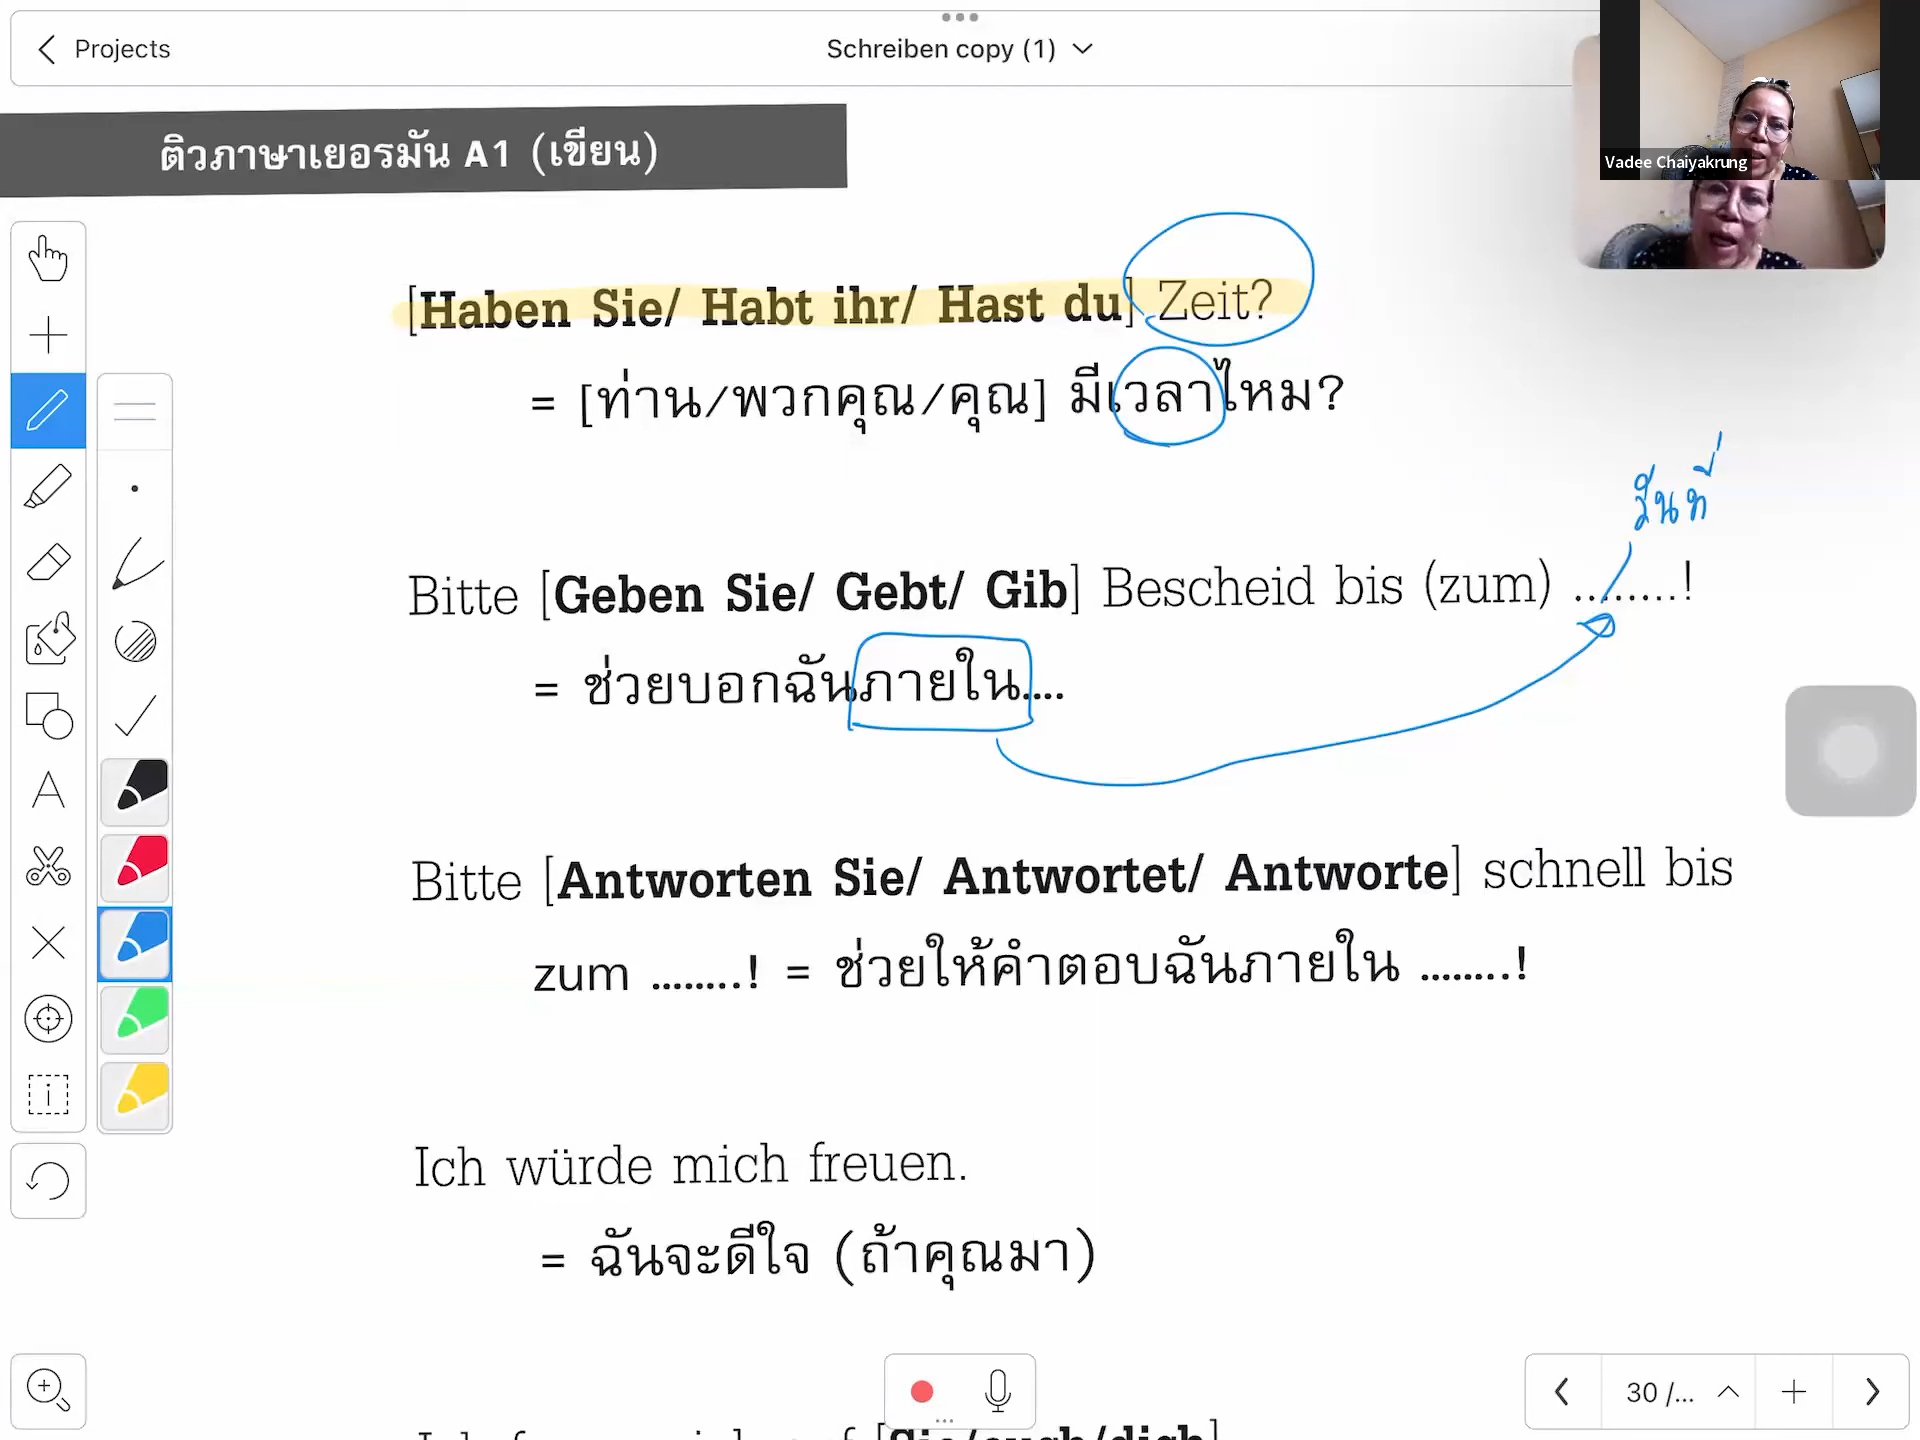 Projects
Schreiben copy (1)
Vadee Chaiyakrung
ติวภาษาเยอรมัน A1 (เขียน)
[Haben Sie/ Habt ihr/ Hast du] Zeit?
= [ท่าน/พวกคุณ/คุณ] มีเวลาไหม?
วันที่
Bitte [Geben Sie/ Gebt/ Gib] Bescheid bis (zum) ........!
= ช่วยบอกฉันภายใน....
Bitte [Antworten Sie/ Antwortet/ Antworte] schnell bis
zum ........! = ช่วยให้คำตอบฉันภายใน ........!
Ich würde mich freuen.
= ฉันจะดีใจ (ถ้าคุณมา)
30 /...
[Sie/euch/dich]